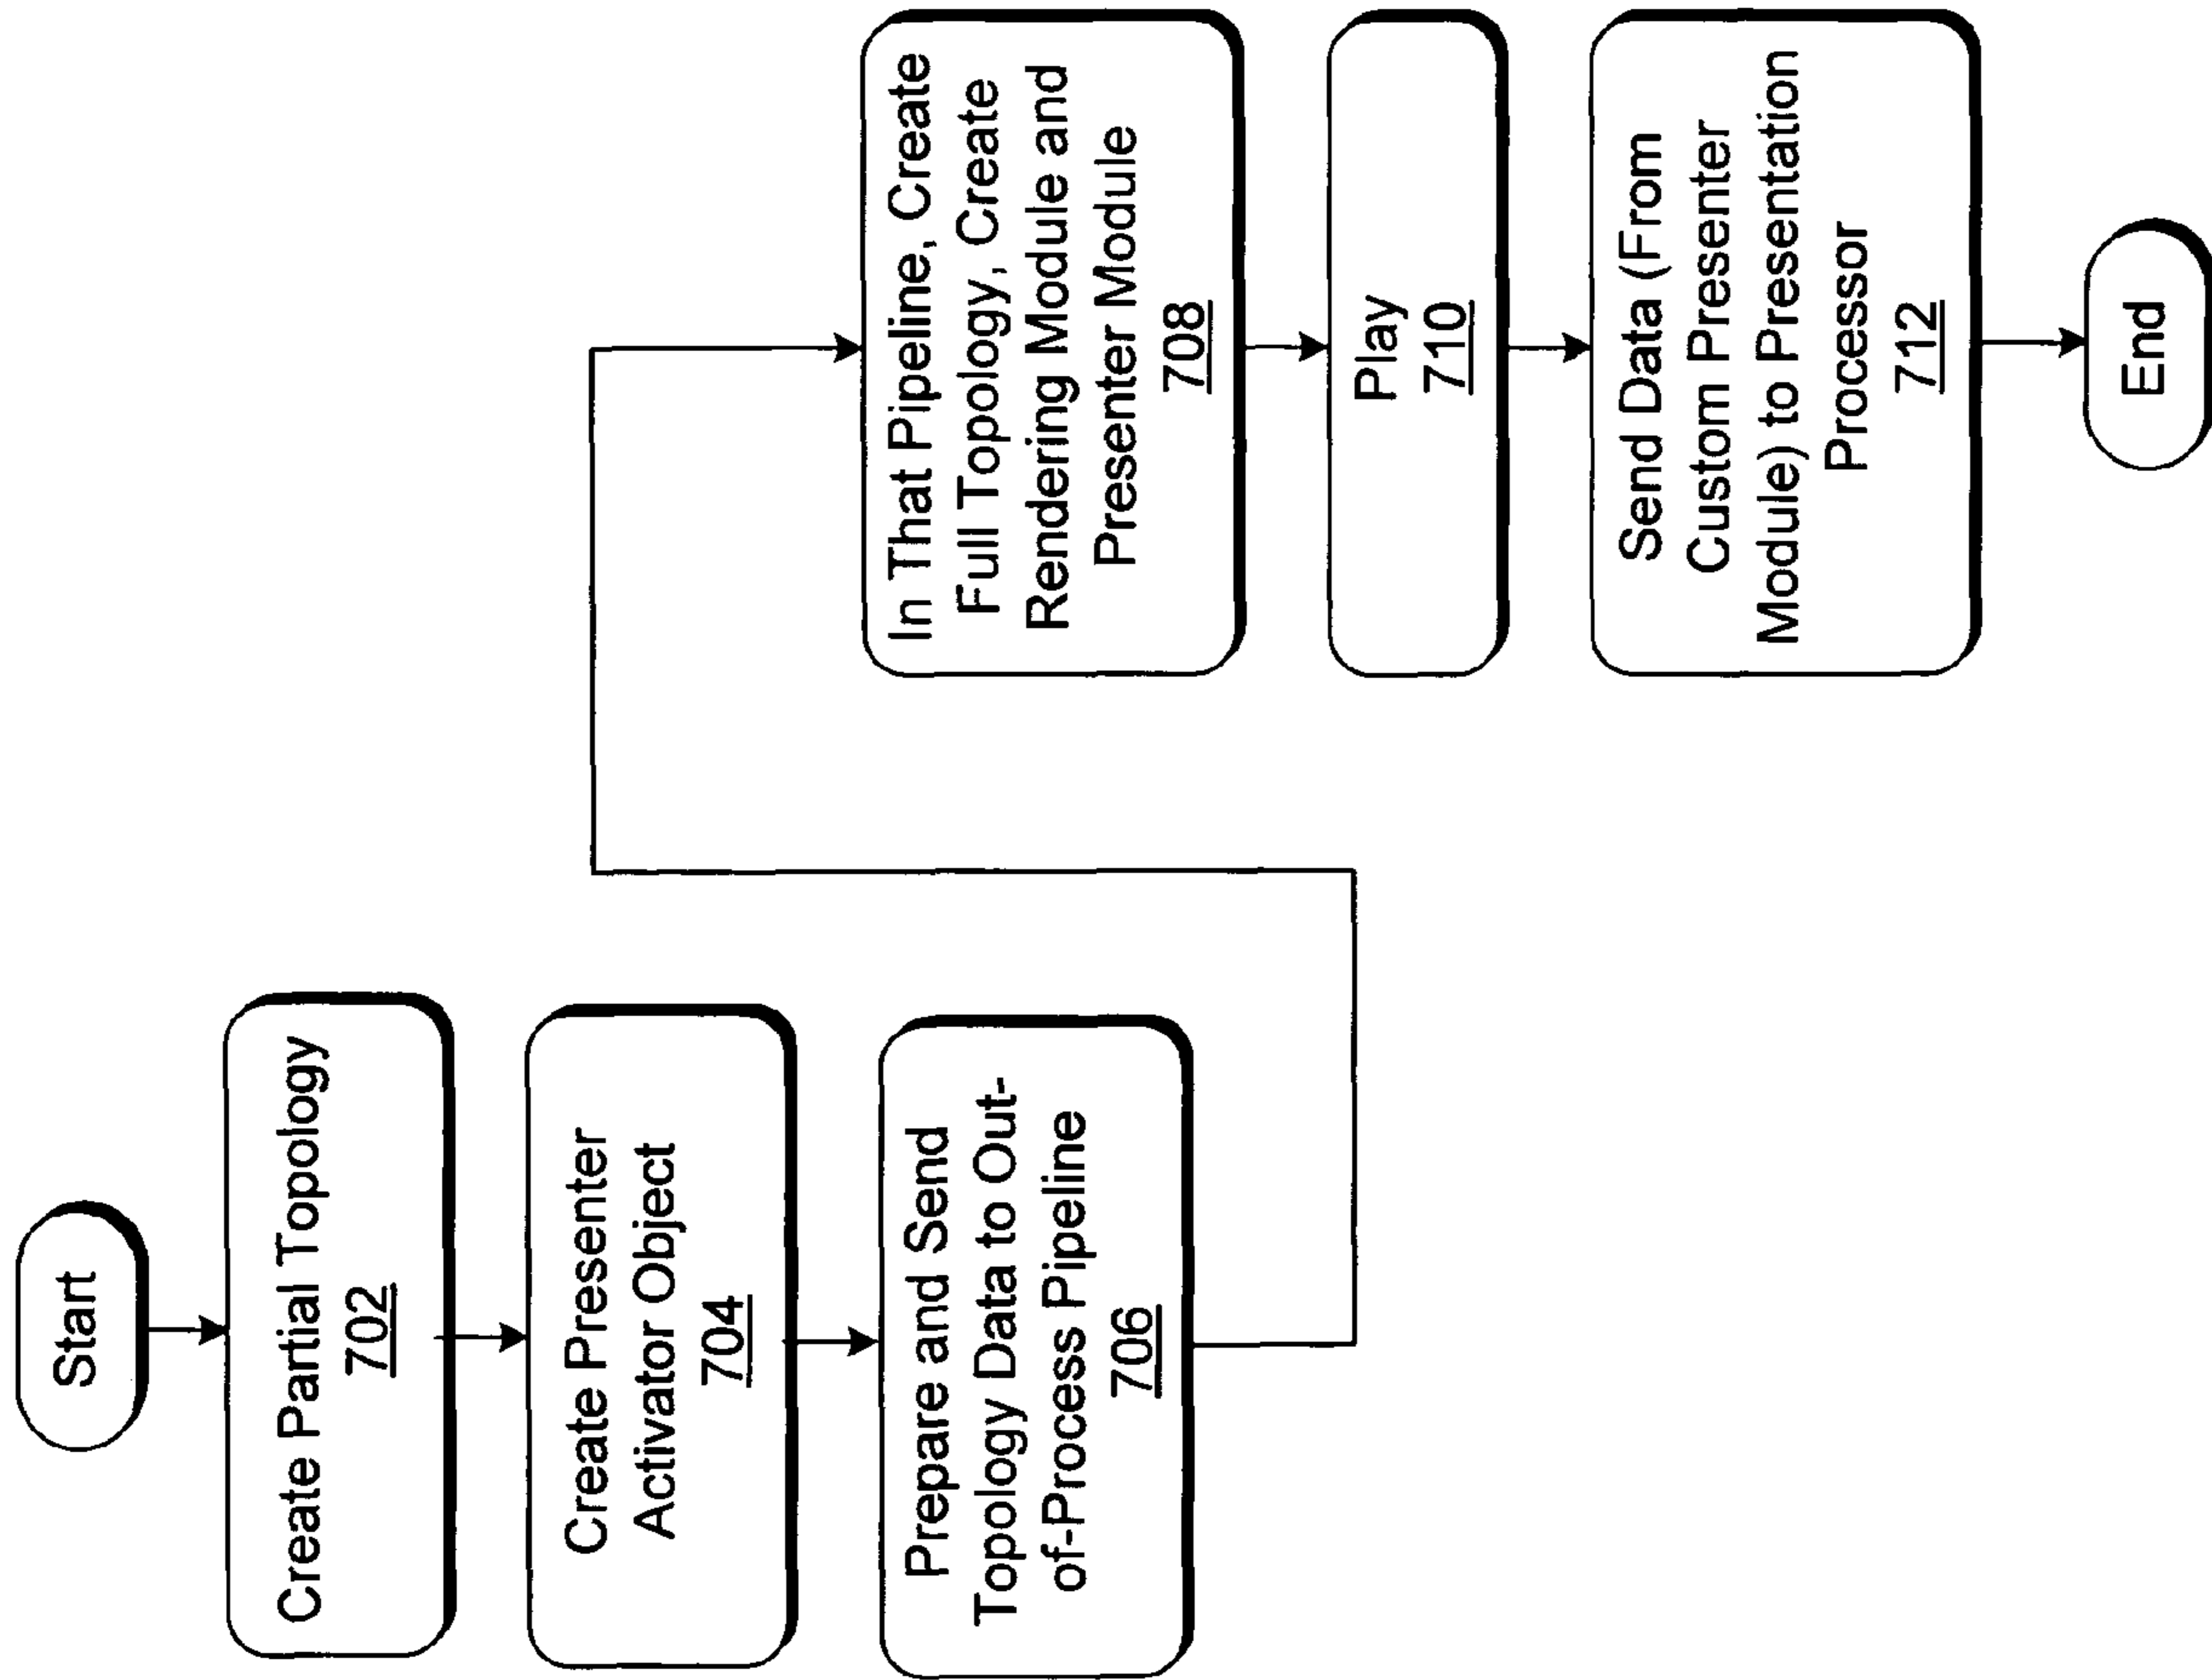 Start
Create Partial Topology
702
Create Presenter
Activator Object
704
Prepare and Send
Topology Data to Out-
of-Process Pipeline
706
In That Pipeline, Create
Full Topology, Create
Rendering Module and
Presenter Module
708
Play
710
Send Data (From
Custom Presenter
Module) to Presentation
Processor
712
End